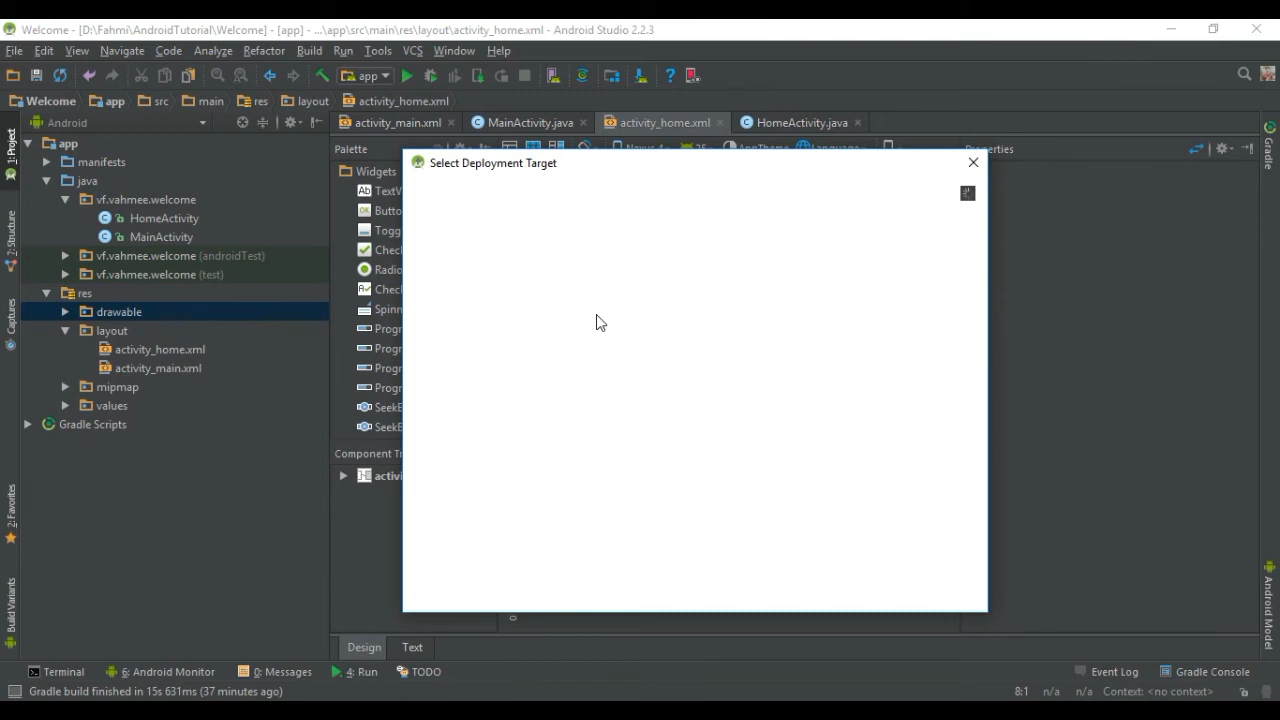 Welcome - [D:\Fahmi\AndroidTutorial\Welcome] - [app] - ...\app\src\main\res\layout\activity_home.xml - Android Studio 2.2.3
File Edit View Navigate Code Analyze Refactor Build Run Tools VCS Window Help
app
Welcome app src main res layout activity_home.xml
Android
activity_main.xml MainActivity.java activity_home.xml HomeActivity.java
1: Project
7: Structure
Captures
2: Favorites
Build Variants
app
manifests
java
vf.vahmee.welcome
HomeActivity
MainActivity
vf.vahmee.welcome (androidTest)
vf.vahmee.welcome (test)
res
drawable
layout
activity_home.xml
activity_main.xml
mipmap
values
Gradle Scripts
Palette
Widgets
Ab TextV
OK Butto
Togg
Chec
Radio
Chec
Spinn
Progr
Progr
Progr
Progr
SeekB
SeekB
Component Tr
activi
Select Deployment Target
Properties
Gradle
Android Model
Design Text
Terminal 6: Android Monitor 0: Messages 4: Run TODO Event Log Gradle Console
Gradle build finished in 15s 631ms (37 minutes ago) 8:1 n/a n/a Context: <no context>